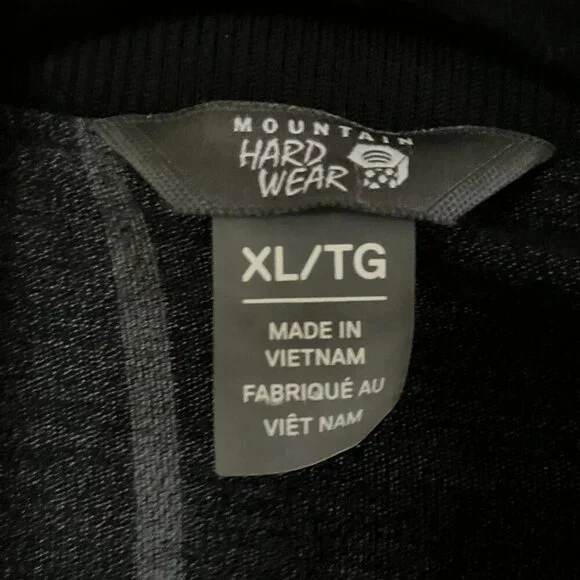 MOUNTAIN
HARD
WEAR
XL/TG
MADE IN
VIETNAM
FABRIQUÉ AU
VIÊT NAM